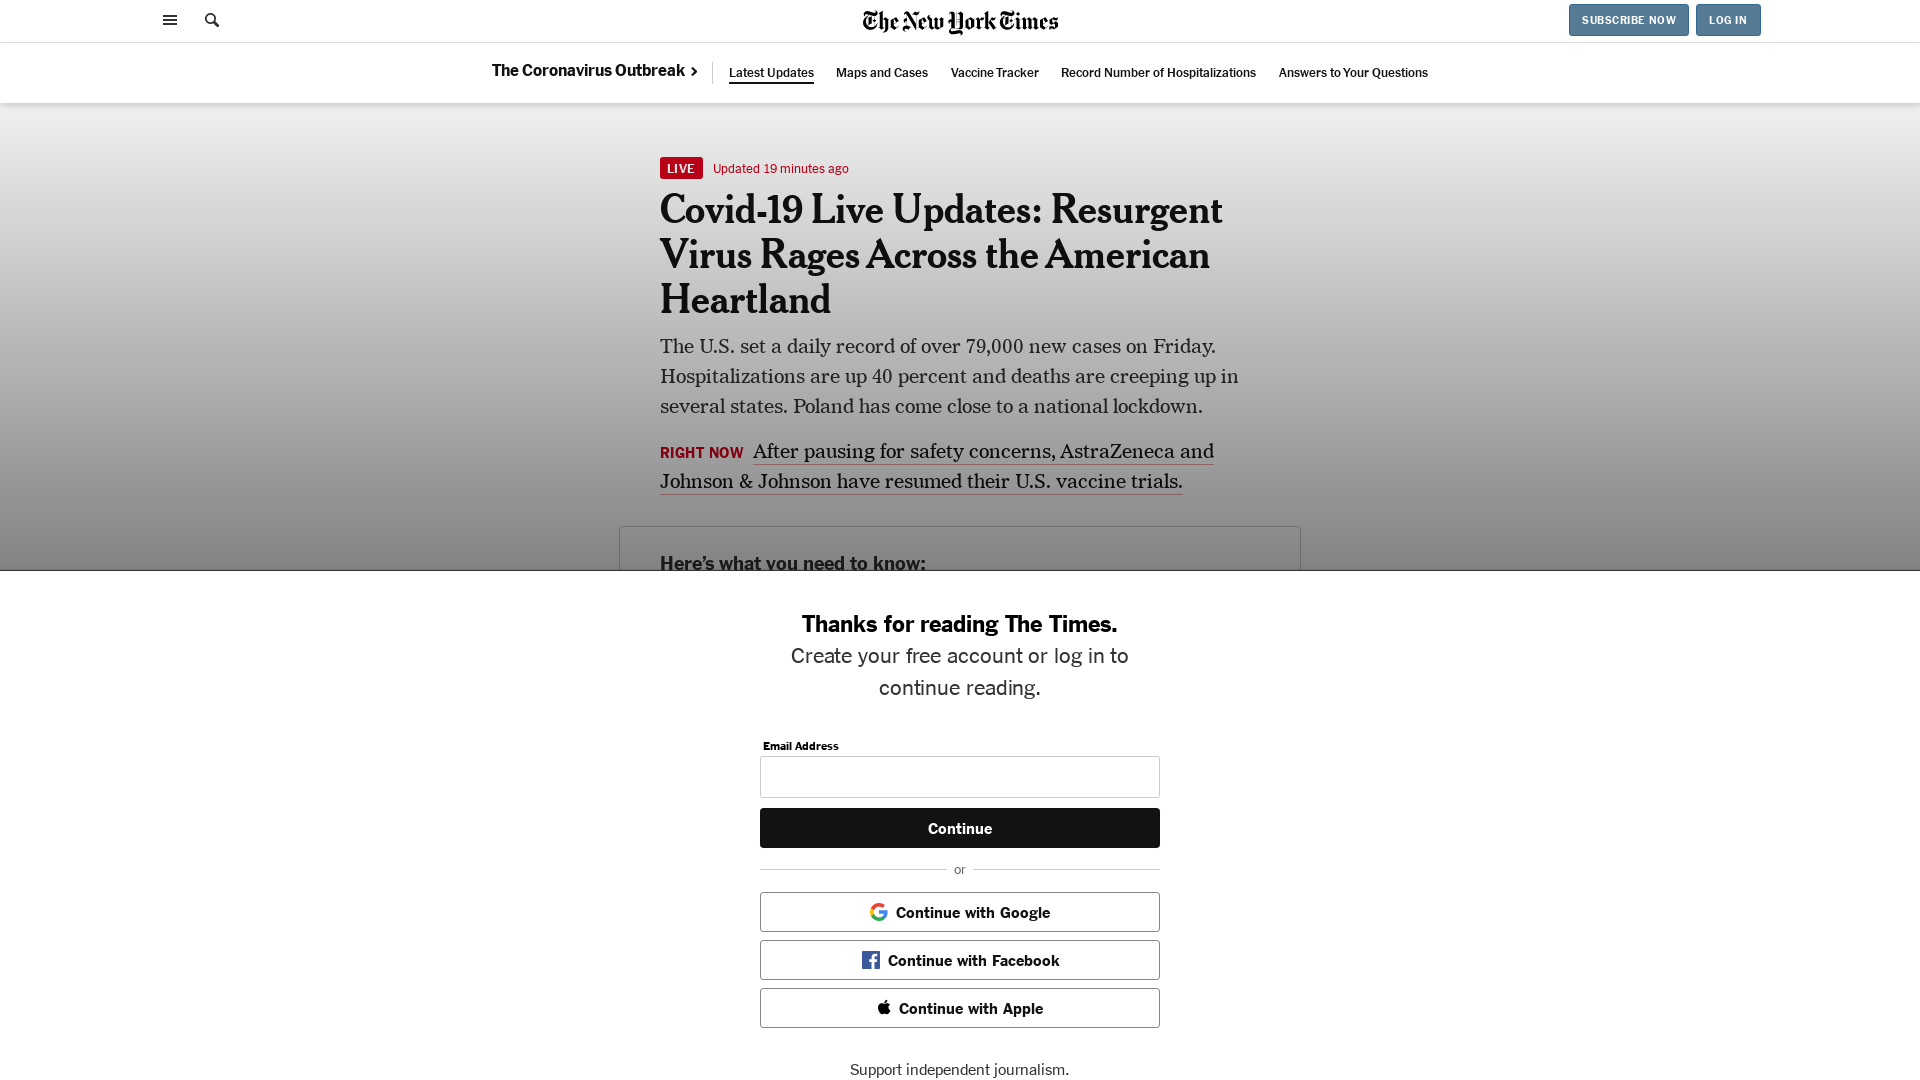 The New York Times
SUBSCRIBE NOW
LOG IN
The Coronavirus Outbreak
Latest Updates
Maps and Cases
Vaccine Tracker
Record Number of Hospitalizations
Answers to Your Questions
LIVE
Updated 19 minutes ago
Covid-19 Live Updates: Resurgent
Virus Rages Across the American
Heartland
The U.S. set a daily record of over 79,000 new cases on Friday.
Hospitalizations are up 40 percent and deaths are creeping up in
several states. Poland has come close to a national lockdown.
RIGHT NOW After pausing for safety concerns, AstraZeneca and
Johnson & Johnson have resumed their U.S. vaccine trials.
Here’s what you need to know:
Thanks for reading The Times.
Create your free account or log in to
continue reading.
Email Address
Continue
or
Continue with Google
Continue with Facebook
Continue with Apple
Support independent journalism.